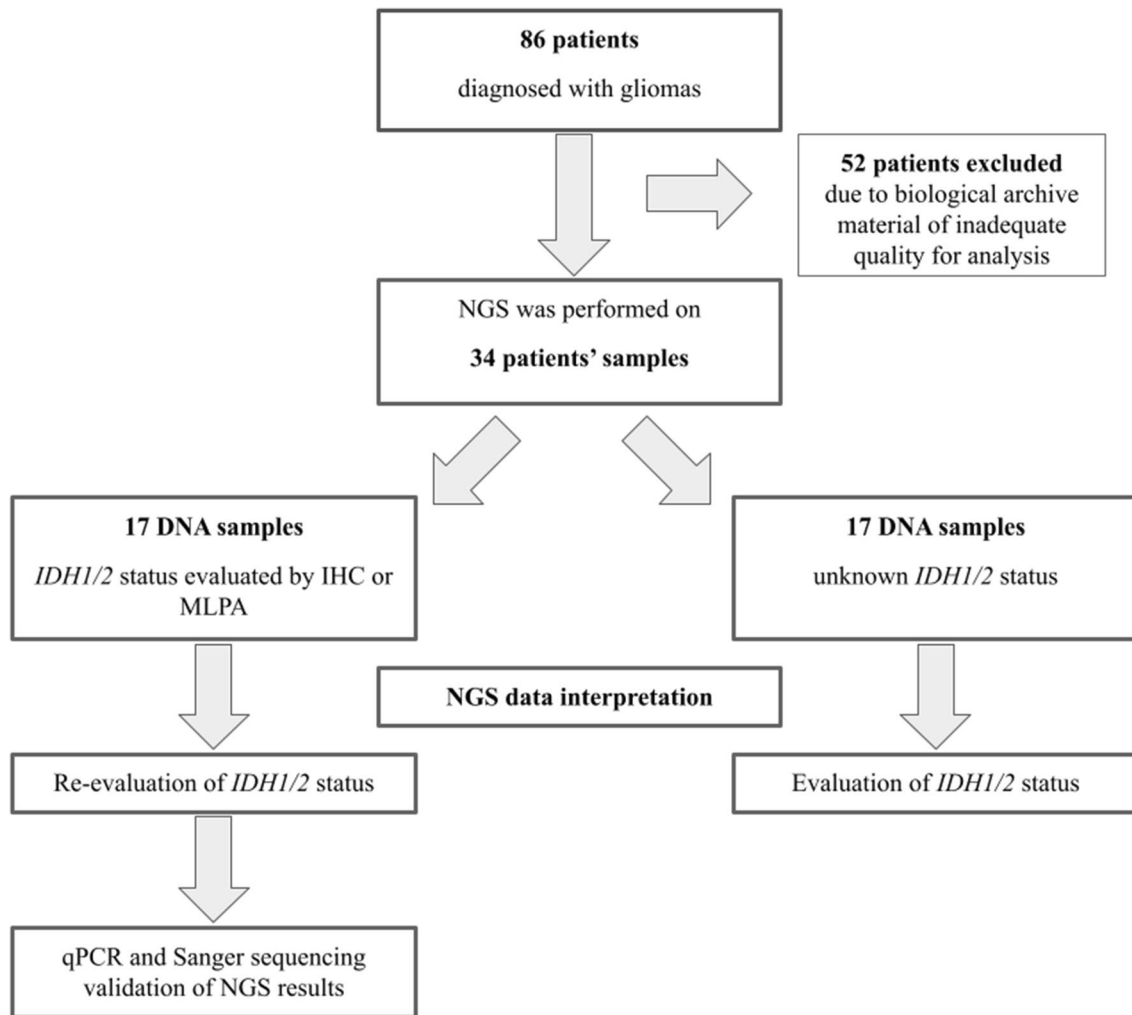 86 patients
diagnosed with gliomas
52 patients excluded
due to biological archive
material of inadequate
quality for analysis
NGS was performed on
34 patients’ samples
17 DNA samples
IDH1/2 status evaluated by IHC or
MLPA
17 DNA samples
unknown IDH1/2 status
NGS data interpretation
Re-evaluation of IDH1/2 status
Evaluation of IDH1/2 status
qPCR and Sanger sequencing
validation of NGS results